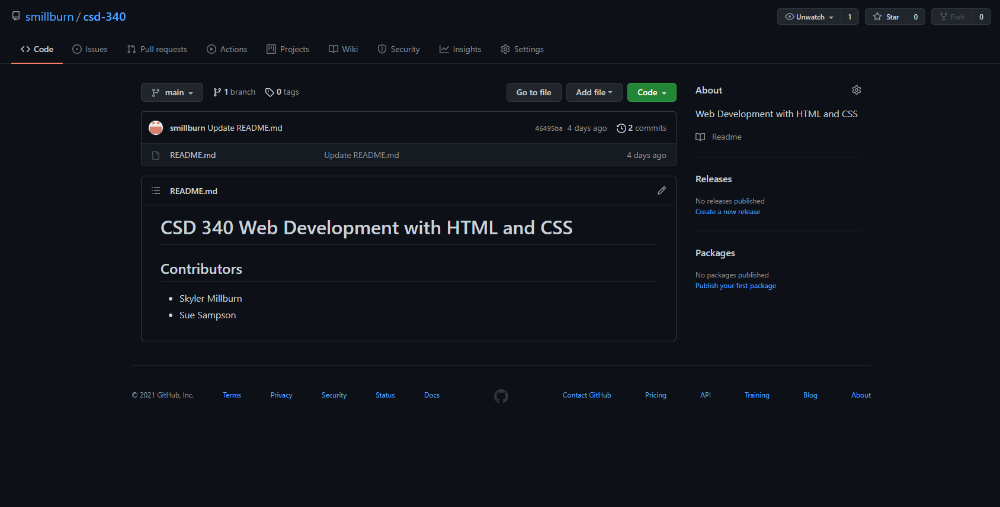 smillburn / csd-340
Unwatch 1 Star 0 Fork 0
Code Issues Pull requests Actions Projects Wiki Security Insights Settings
main 1 branch 0 tags Go to file Add file Code
smillburn Update README.md 46495ba 4 days ago 2 commits
README.md Update README.md 4 days ago
README.md
CSD 340 Web Development with HTML and CSS
Contributors
• Skyler Millburn
• Sue Sampson
About
Web Development with HTML and CSS
Readme
Releases
No releases published
Create a new release
Packages
No packages published
Publish your first package
© 2021 GitHub, Inc. Terms Privacy Security Status Docs Contact GitHub Pricing API Training Blog About